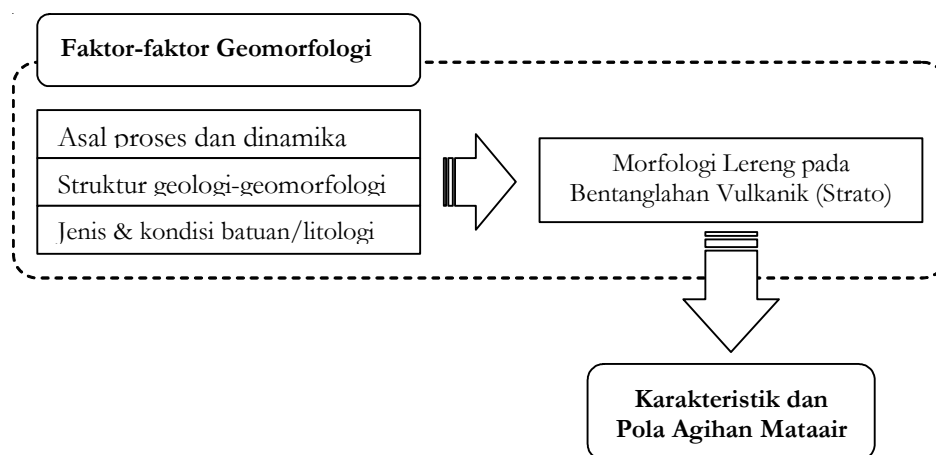 Faktor-faktor Geomorfologi
Asal proses dan dinamika
Struktur geologi-geomorfologi
Jenis & kondisi batuan/litologi
Morfologi Lereng pada
Bentanglahan Vulkanik (Strato)
Karakteristik dan
Pola Agihan Mataair